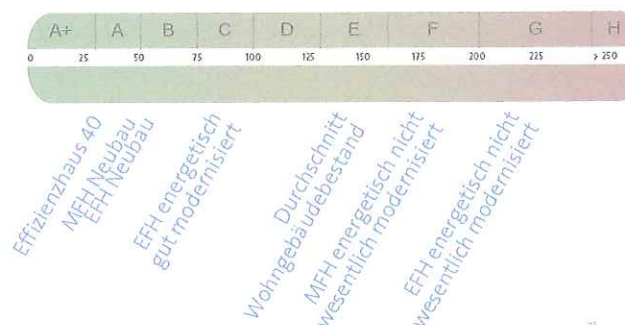 A+ A B C D E F G H
0 25 50 75 100 125 150 175 200 225 > 250
Effizienzhaus 40
MFH Neubau
EFH Neubau
EFH energetisch
gut modernisiert
Durchschnitt
Wohngebäudebestand
MFH energetisch nicht
wesentlich modernisiert
EFH energetisch nicht
wesentlich modernisiert